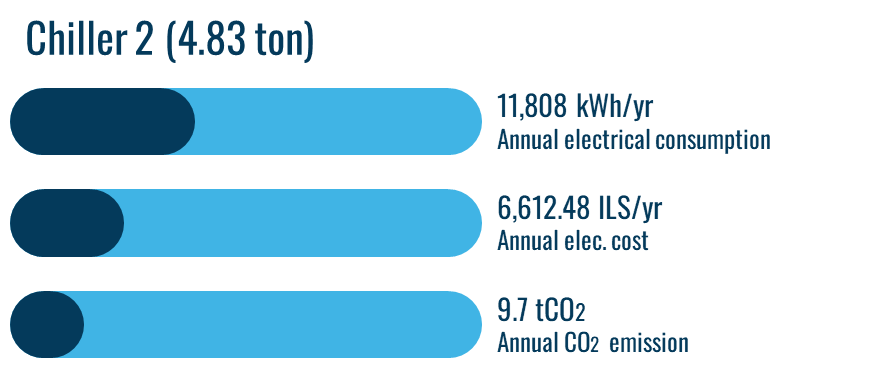 Chiller 2 (4.83 ton)
11,808 kWh/yr
Annual electrical consumption
6,612.48 ILS/yr
Annual elec. cost
9.7 tCO2
Annual CO2 emission